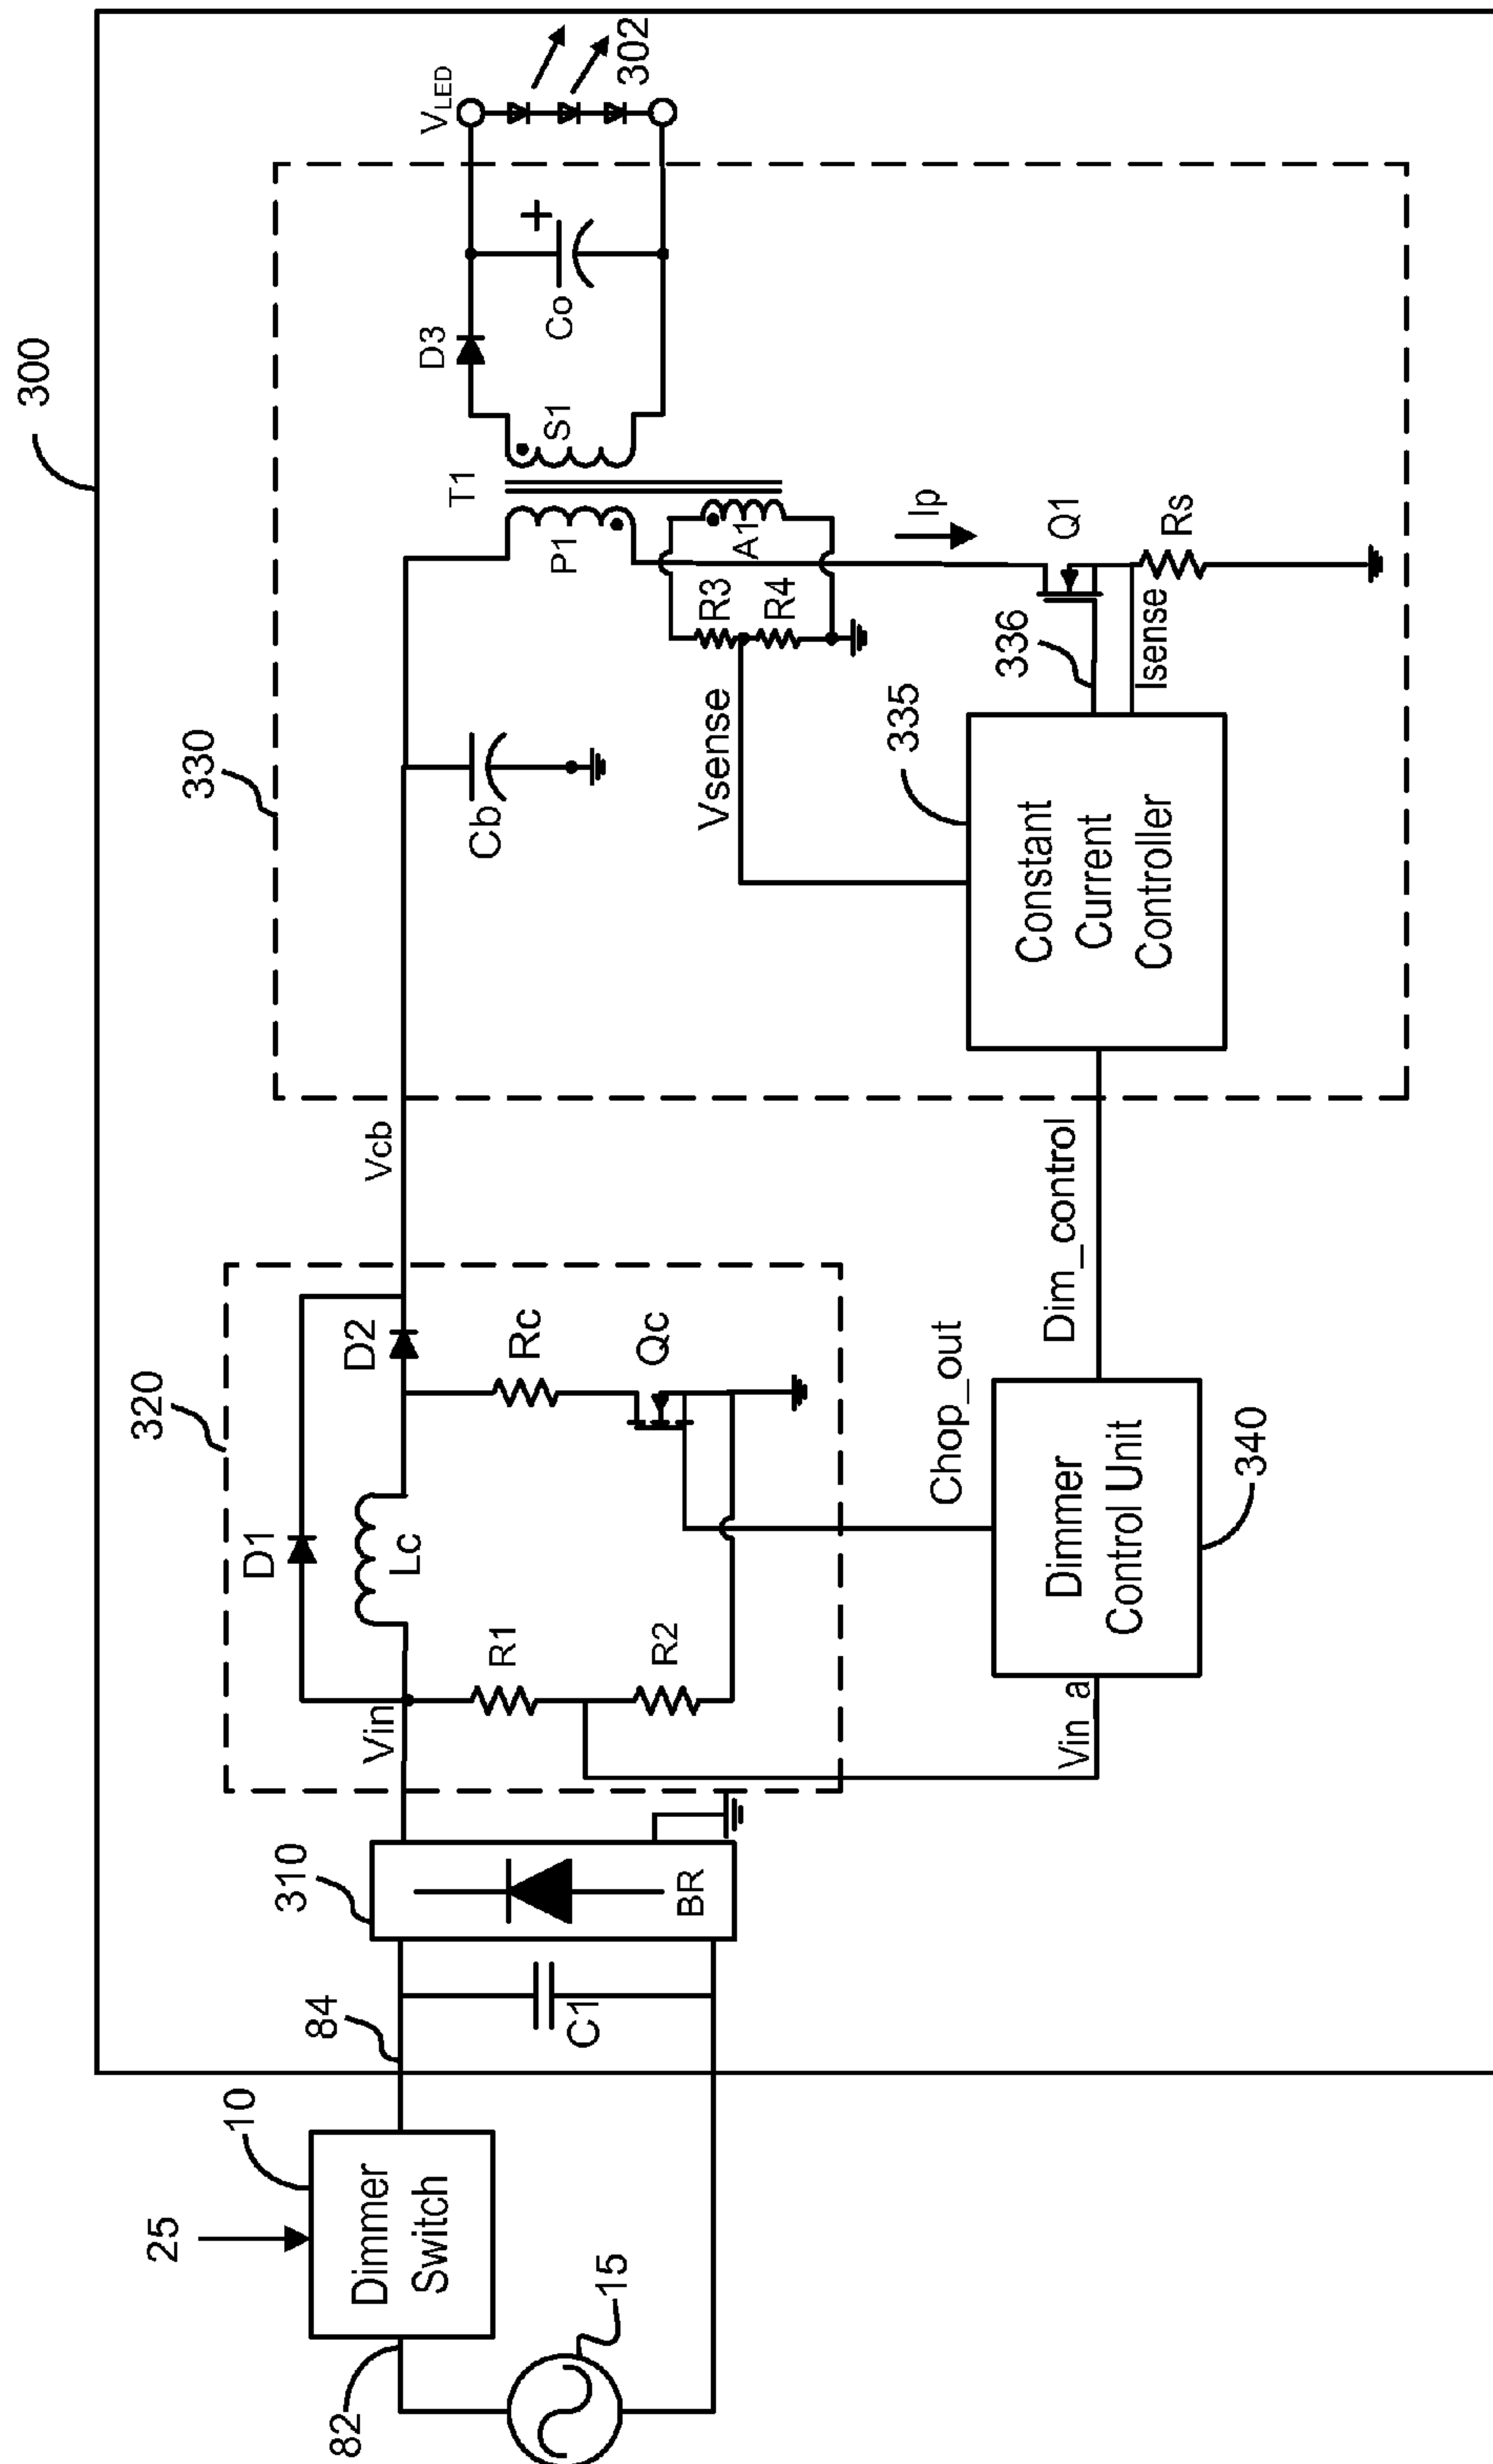 300
25
10
Dimmer
Switch
82
15
84
C1
310
BR
320
Vin
D1
Lc
D2
R1
R2
Rc
Qc
Vin_a
Chop_out
Dimmer
Control Unit
340
Dim_control
Vcb
330
Cb
Vsense
335
Constant
Current
Controller
336
Isense
R3
R4
P1
A1
T1
S1
Ip
Q1
Rs
D3
Co
+
VLED
302